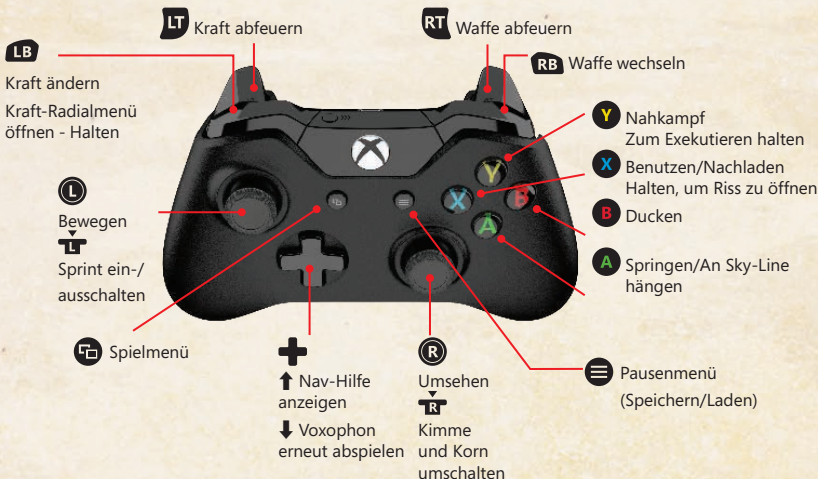 LT Kraft abfeuern
RT Waffe abfeuern
LB
Kraft ändern
Kraft-Radialmenü
öffnen - Halten
RB Waffe wechseln
Y Nahkampf
Zum Exekutieren halten
X Benutzen/Nachladen
Halten, um Riss zu öffnen
B Ducken
A Springen/An Sky-Line
hängen
Y
X
B
A
L
Bewegen
L
Sprint ein-/
ausschalten
Spielmenü
↑ Nav-Hilfe
anzeigen
↓ Voxophon
erneut abspielen
R
Umsehen
R
Kimme
und Korn
umschalten
Pausenmenü
(Speichern/Laden)